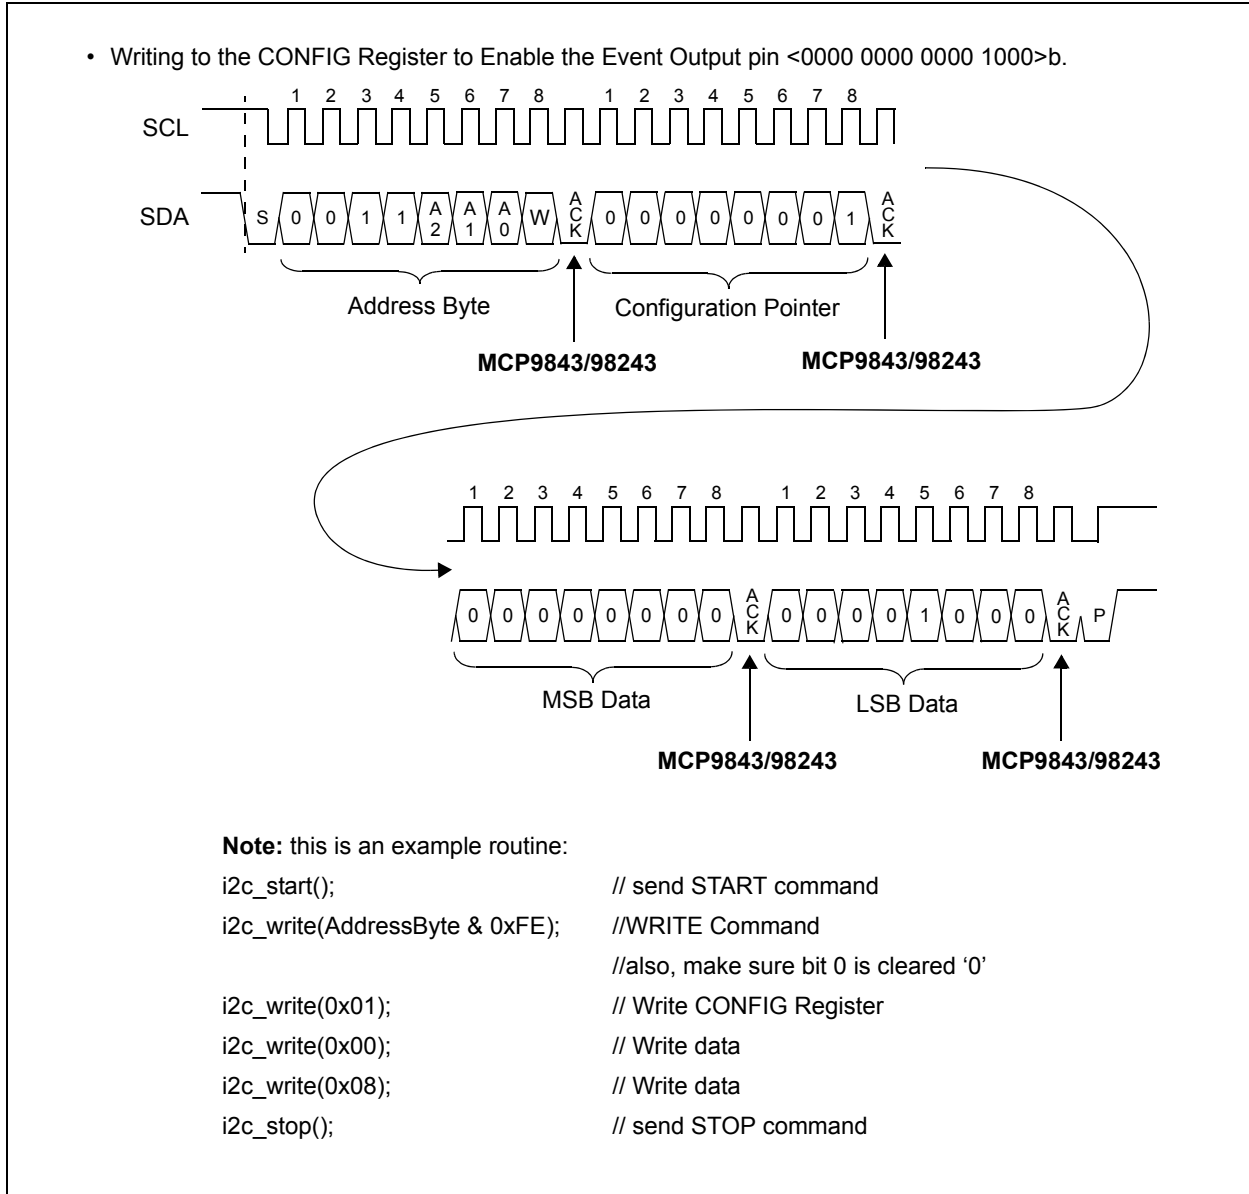 • Writing to the CONFIG Register to Enable the Event Output pin <0000 0000 0000 1000>b.
1 2 3 4 5 6 7 8 1 2 3 4 5 6 7 8
SCL
SDA S 0 0 1 1 A2 A1 A0 W ACK 0 0 0 0 0 0 0 1 ACK
Address Byte Configuration Pointer
MCP9843/98243 MCP9843/98243
1 2 3 4 5 6 7 8 1 2 3 4 5 6 7 8
0 0 0 0 0 0 0 0 ACK 0 0 0 0 1 0 0 0 ACK P
MSB Data LSB Data
MCP9843/98243 MCP9843/98243
Note: this is an example routine:
i2c_start(); // send START command
i2c_write(AddressByte & 0xFE); //WRITE Command
//also, make sure bit 0 is cleared ‘0’
i2c_write(0x01); // Write CONFIG Register
i2c_write(0x00); // Write data
i2c_write(0x08); // Write data
i2c_stop(); // send STOP command